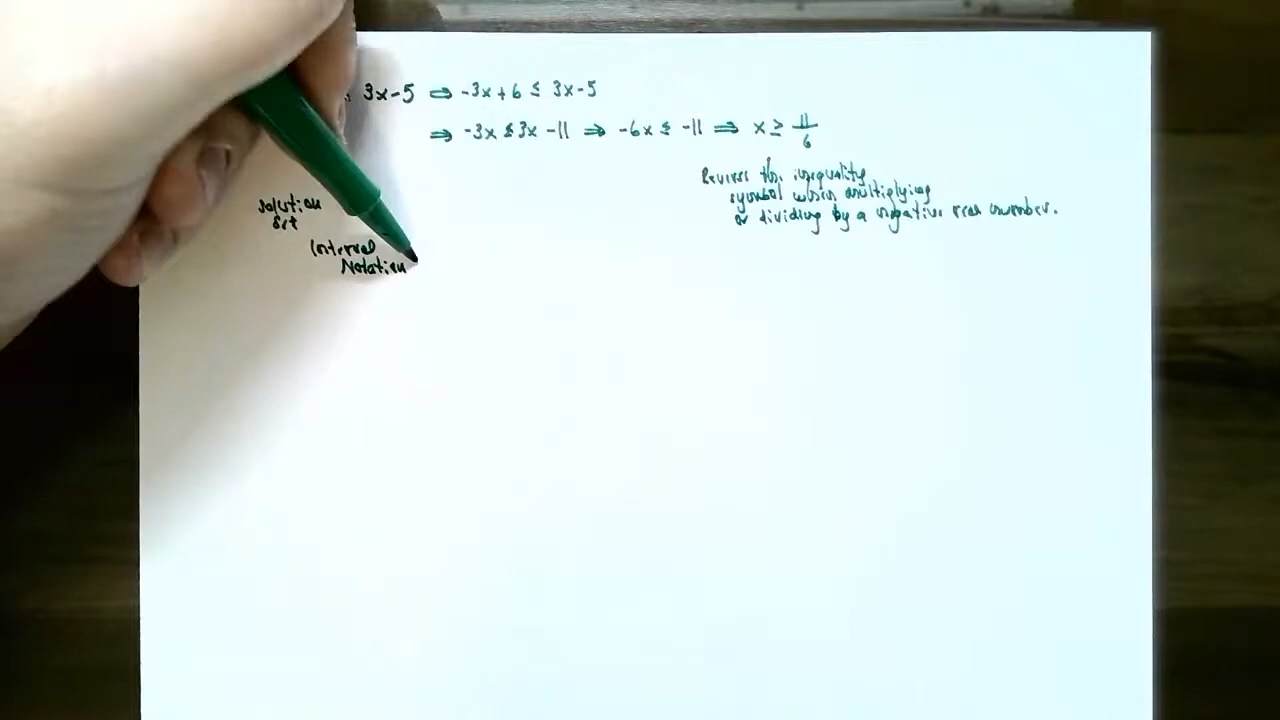 3x-5 ⇒ -3x+6 ≤ 3x-5
⇒ -3x ≤ 3x -11 ⇒ -6x ≤ -11 ⇒ x ≥ 11/6
Reverse the inequality
symbol when multiplying
or dividing by a negative real number.
Solution
Set
Interval
Notation